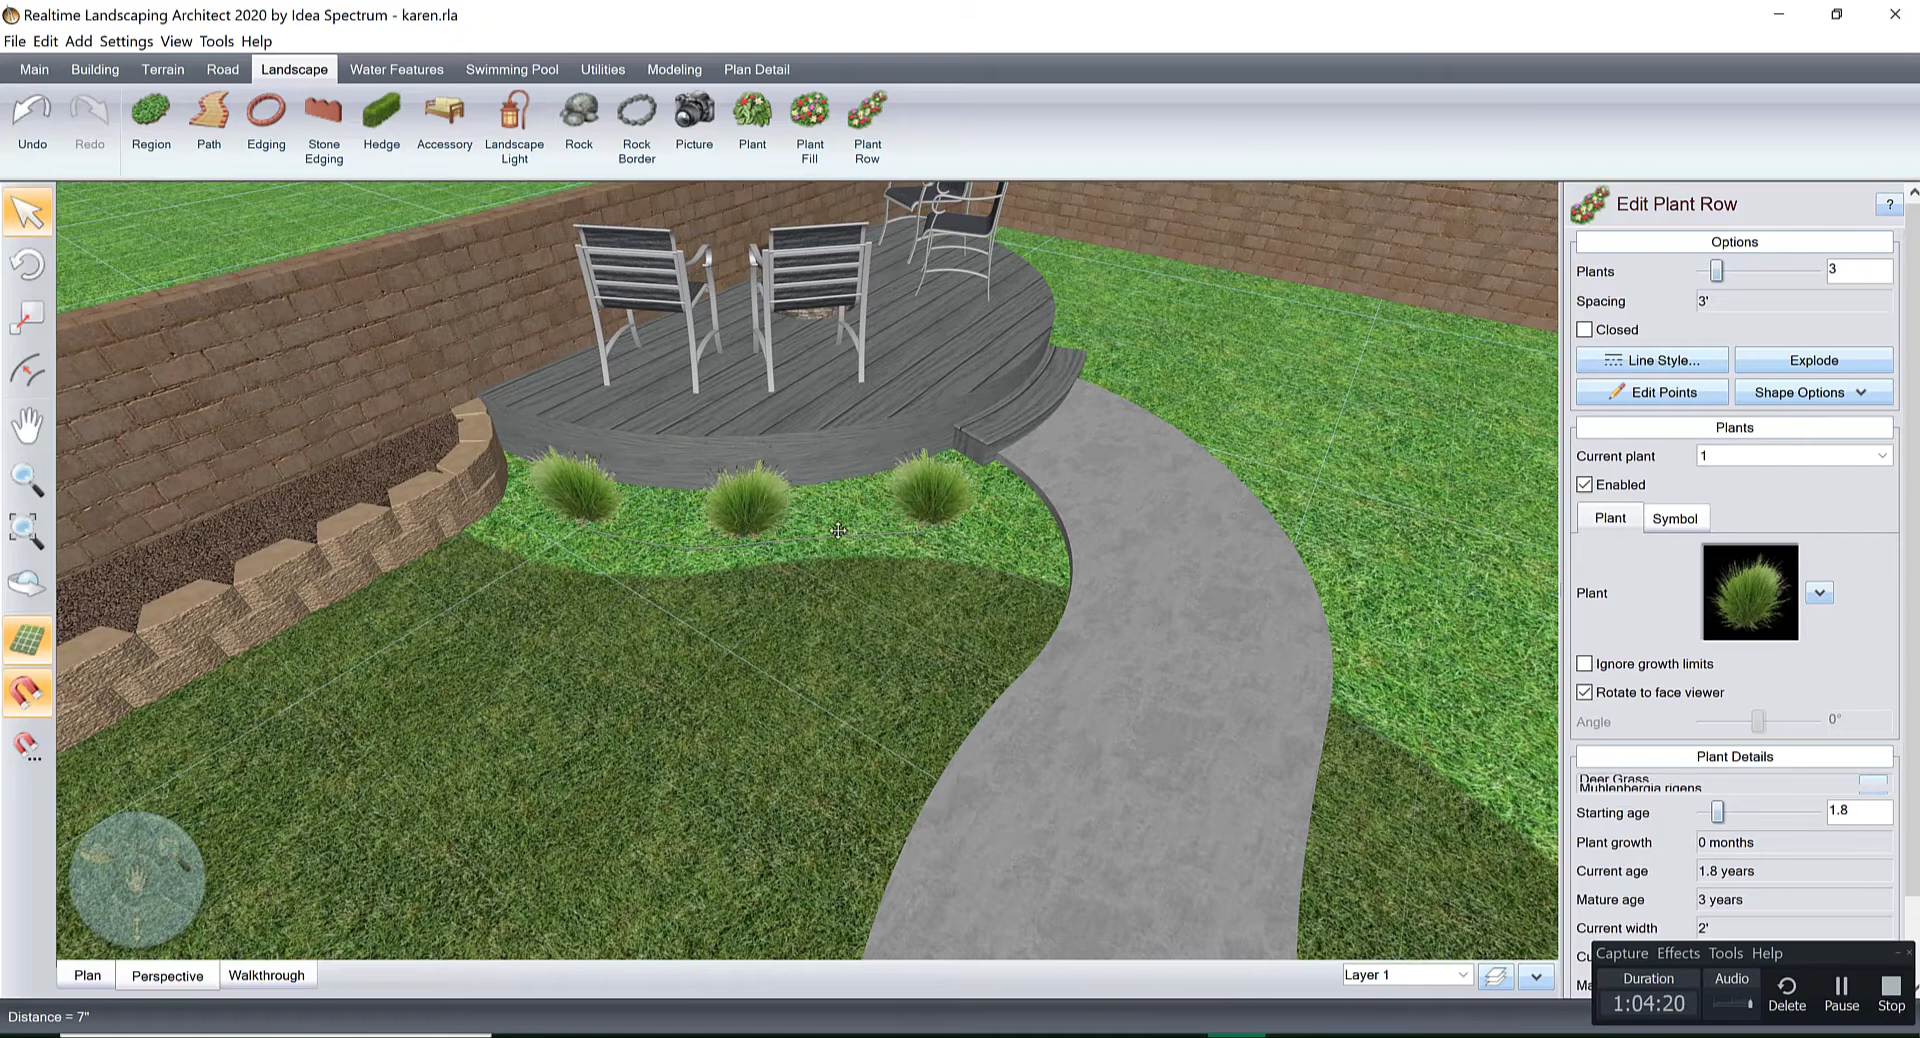 Realtime Landscaping Architect 2020 by Idea Spectrum - karen.rla
File Edit Add Settings View Tools Help
Main Building Terrain Road Landscape Water Features Swimming Pool Utilities Modeling Plan Detail
Undo Redo Region Path Edging Stone Edging Hedge Accessory Landscape Light Rock Rock Border Picture Plant Plant Fill Plant Row
Edit Plant Row ?
Options
Plants 3
Spacing 3'
Closed
Line Style... Explode
Edit Points Shape Options
Plants
Current plant 1
Enabled
Plant Symbol
Plant
Ignore growth limits
Rotate to face viewer
Angle 0°
Plant Details
Deer Grass
Muhlenbergia rigens
Starting age 1.8
Plant growth 0 months
Current age 1.8 years
Mature age 3 years
Current width 2'
Cu
Ma
Capture Effects Tools Help
Duration Audio
1:04:20 Delete Pause Stop
Plan Perspective Walkthrough
Layer 1
Distance = 7"